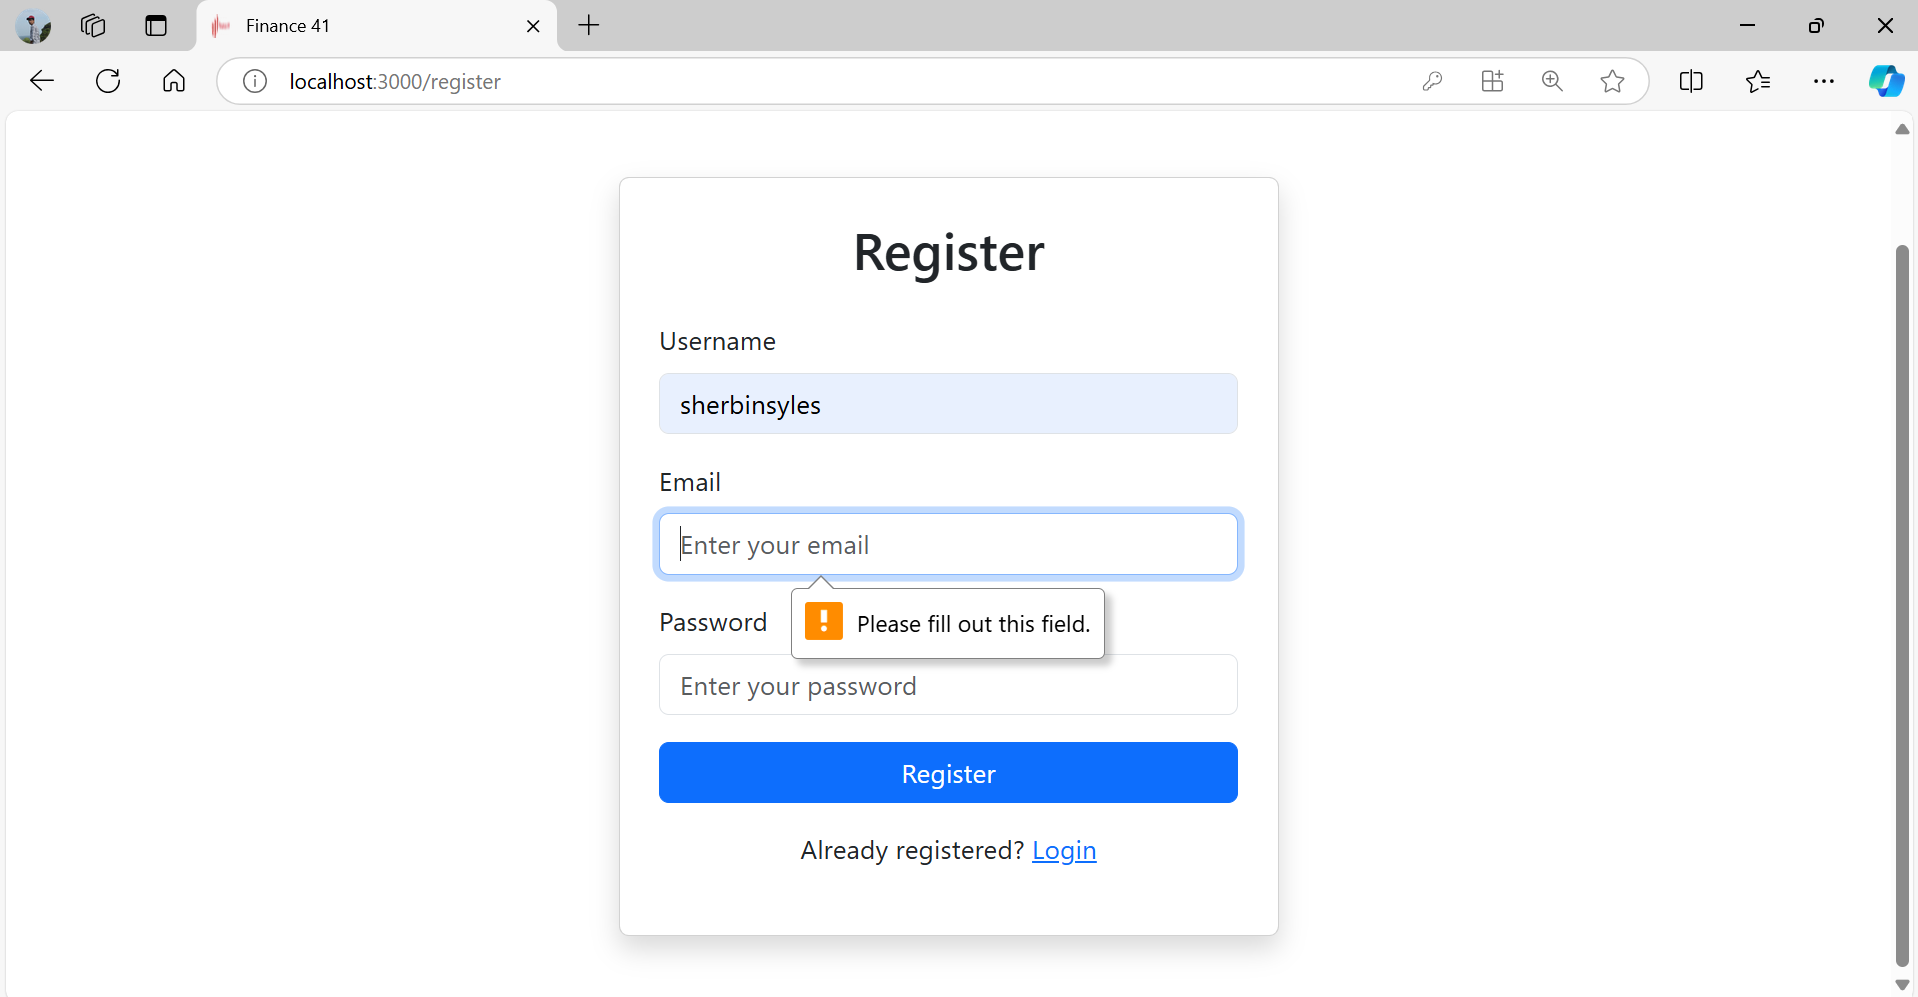 Finance 41
localhost:3000/register
Register
Username
sherbinsyles
Email
Enter your email
Please fill out this field.
Password
Enter your password
Register
Already registered? Login